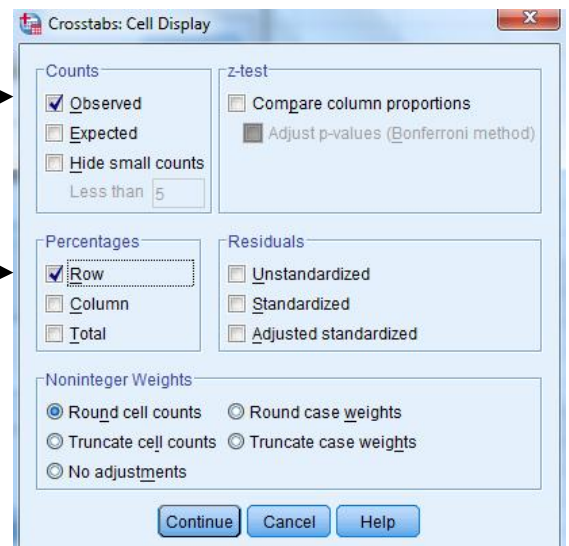 Crosstabs: Cell Display
Counts
Observed
Expected
Hide small counts
Less than 5
z-test
Compare column proportions
Adjust p-values (Bonferroni method)
Percentages
Row
Column
Total
Residuals
Unstandardized
Standardized
Adjusted standardized
Noninteger Weights
Round cell counts Round case weights
Truncate cell counts Truncate case weights
No adjustments
Continue Cancel Help